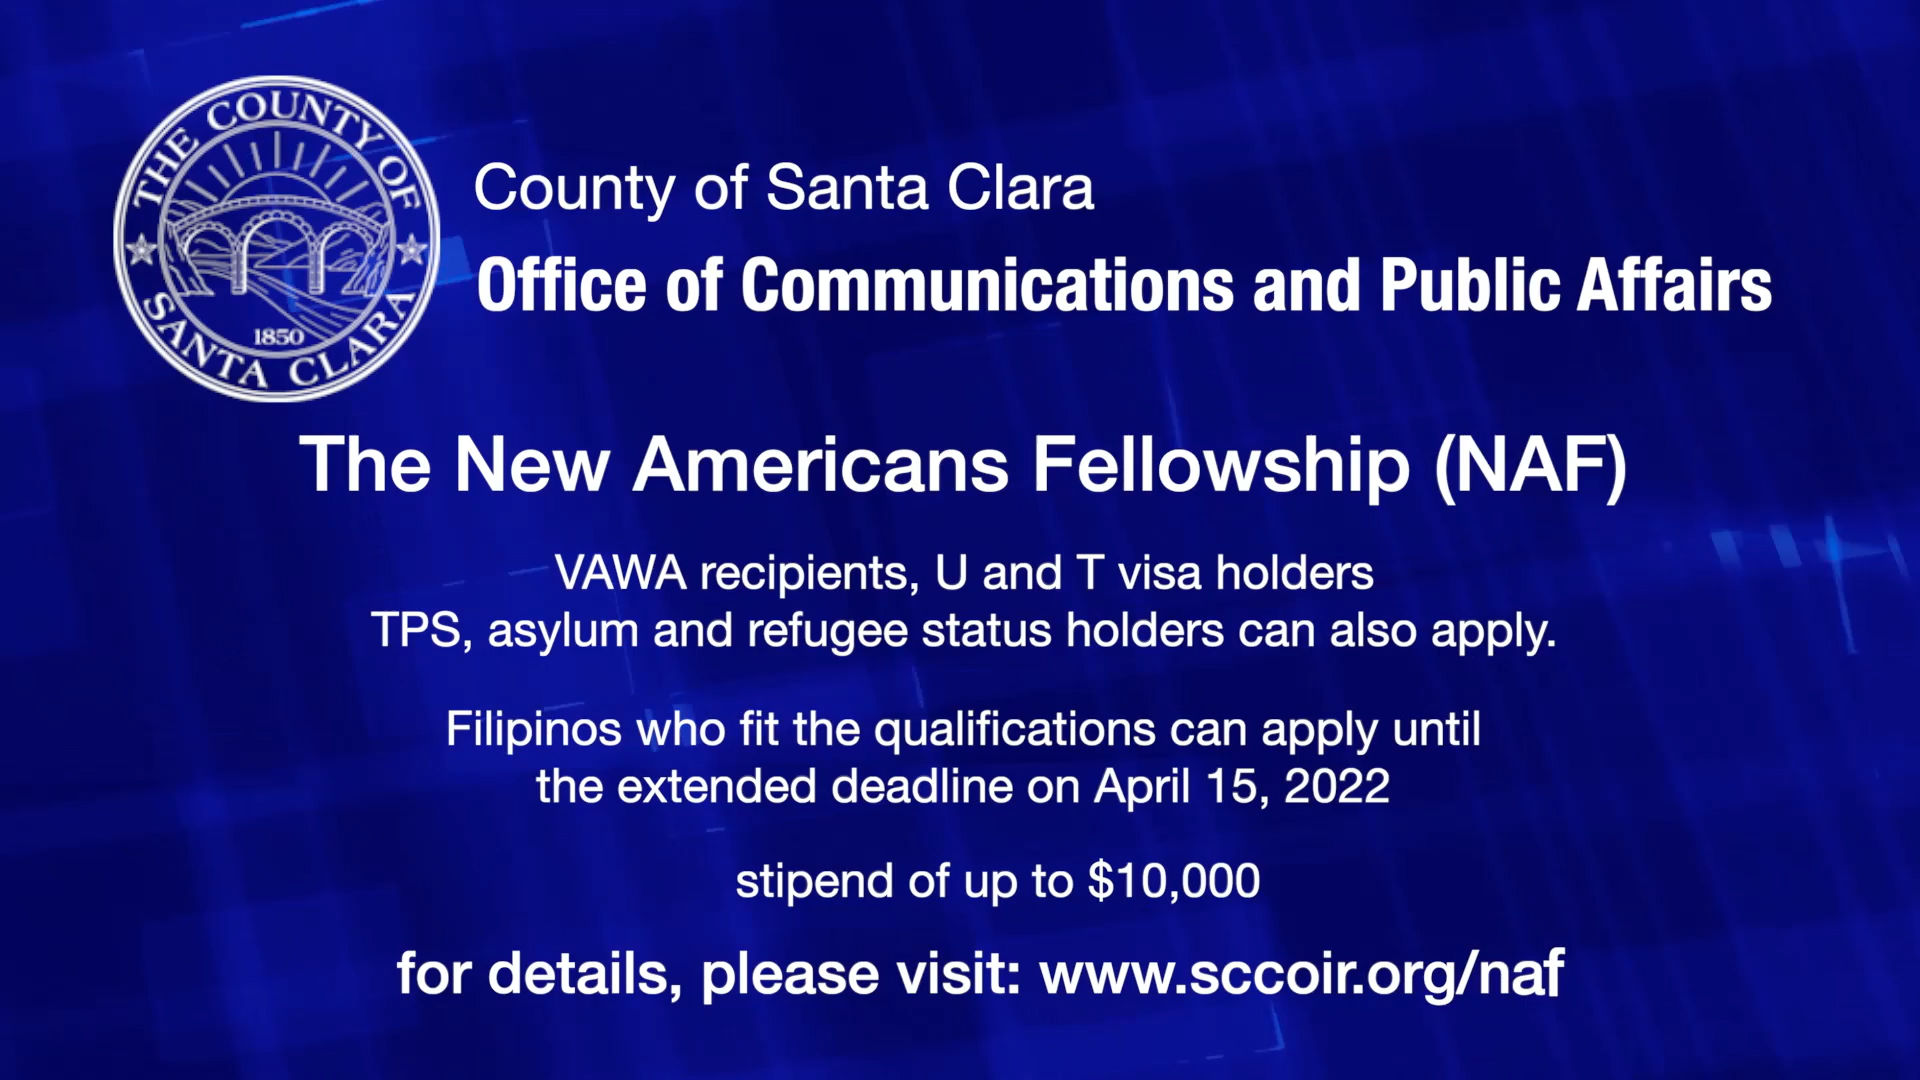 THE COUNTY OF
SANTA CLARA
1850
County of Santa Clara
Office of Communications and Public Affairs
The New Americans Fellowship (NAF)
VAWA recipients, U and T visa holders
TPS, asylum and refugee status holders can also apply.
Filipinos who fit the qualifications can apply until
the extended deadline on April 15, 2022
stipend of up to $10,000
for details, please visit: www.sccoir.org/naf